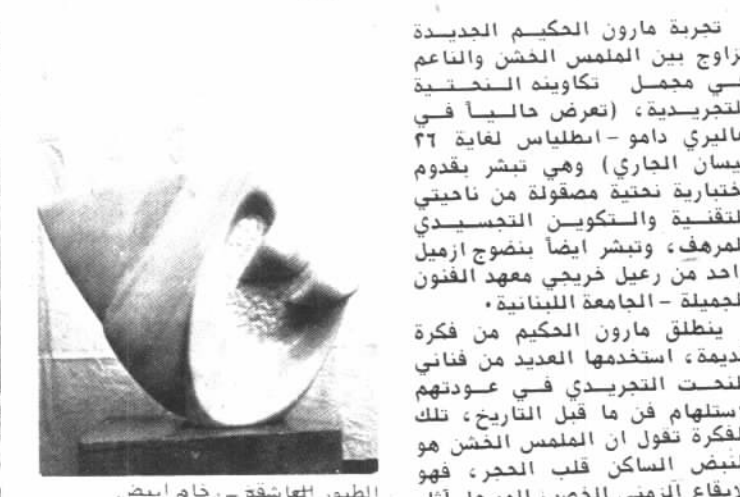 تجربة مارون الحكيم الجديدة
تزاوج بين الملمس الخشن والناعم
في مجمل تكاوينه النحتية
التجريدية، (تعرض حالياً في
غاليري دامو - انطلياس لغاية ٢٦
نيسان الجاري) وهي تبشر بقدوم
اختبارية نحتية مصقولة من ناحيتي
التقنية والتكوين التجسيدي
المرهف، وتبشر ايضاً بنضوج ازميل
واحد من رعيل خريجي معهد الفنون
الجميلة - الجامعة اللبنانية.
ينطلق مارون الحكيم من فكرة
قديمة، استخدمها العديد من فناني
النحت التجريدي في عودتهم
لاستلهام فن ما قبل التاريخ، تلك
الفكرة تقول ان الملمس الخشن هو
النبض الساكن قلب الحجر، فهو
الطيور العاشقة - رخام ابيض